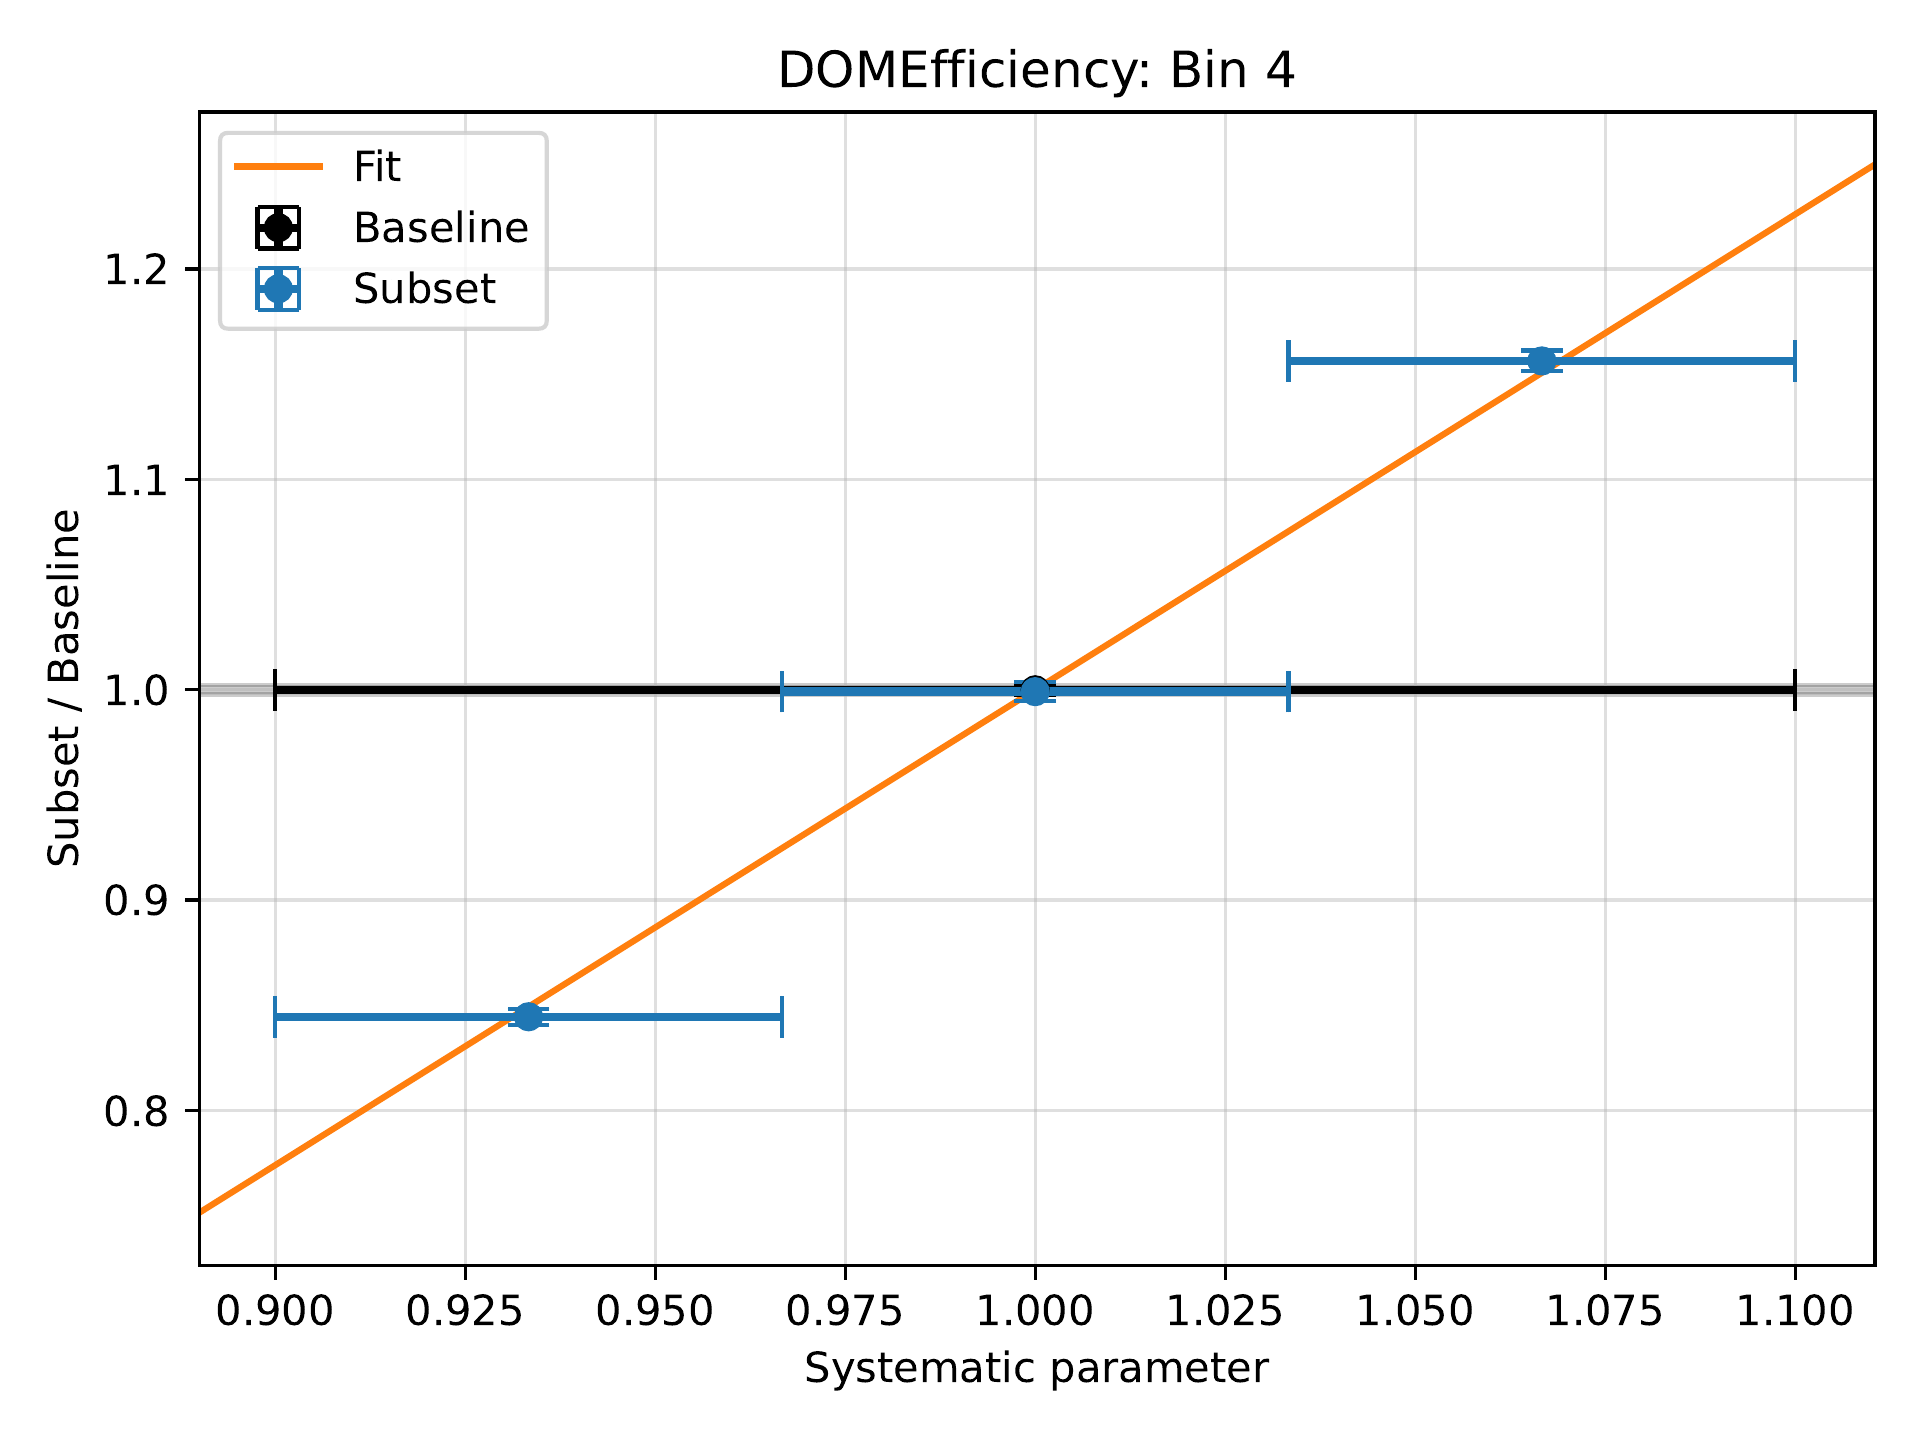 DOMEfficiency: Bin 4
Fit
Baseline
Subset
1.2
1.1
1.0
0.9
0.8
Subset / Baseline
0.900 0.925 0.950 0.975 1.000 1.025 1.050 1.075 1.100
Systematic parameter